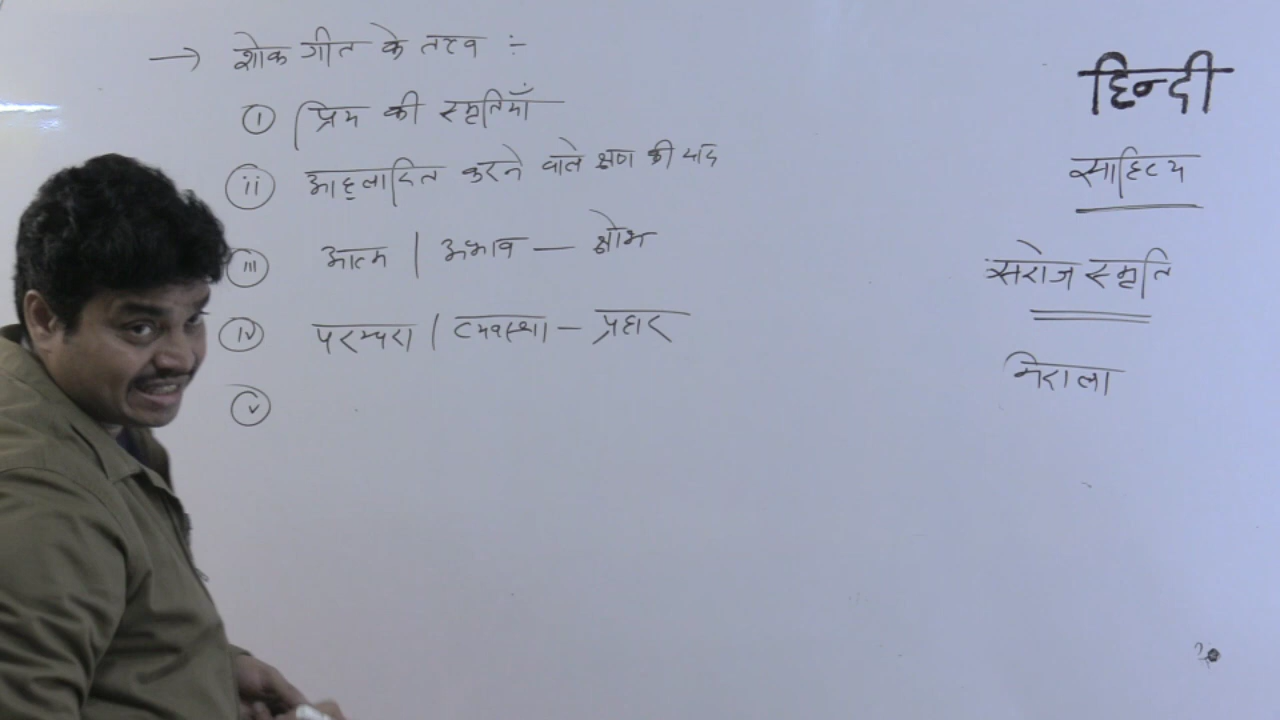 → शोक गीत के तत्व :-
i प्रिय की स्मृतियाँ
ii आह्लादित करने वाले क्षण की याद
iii आत्म | अभाव — क्षोभ
iv परम्परा | व्यवस्था — प्रहार
v
हिन्दी
साहित्य
सरोज स्मृति
निराला